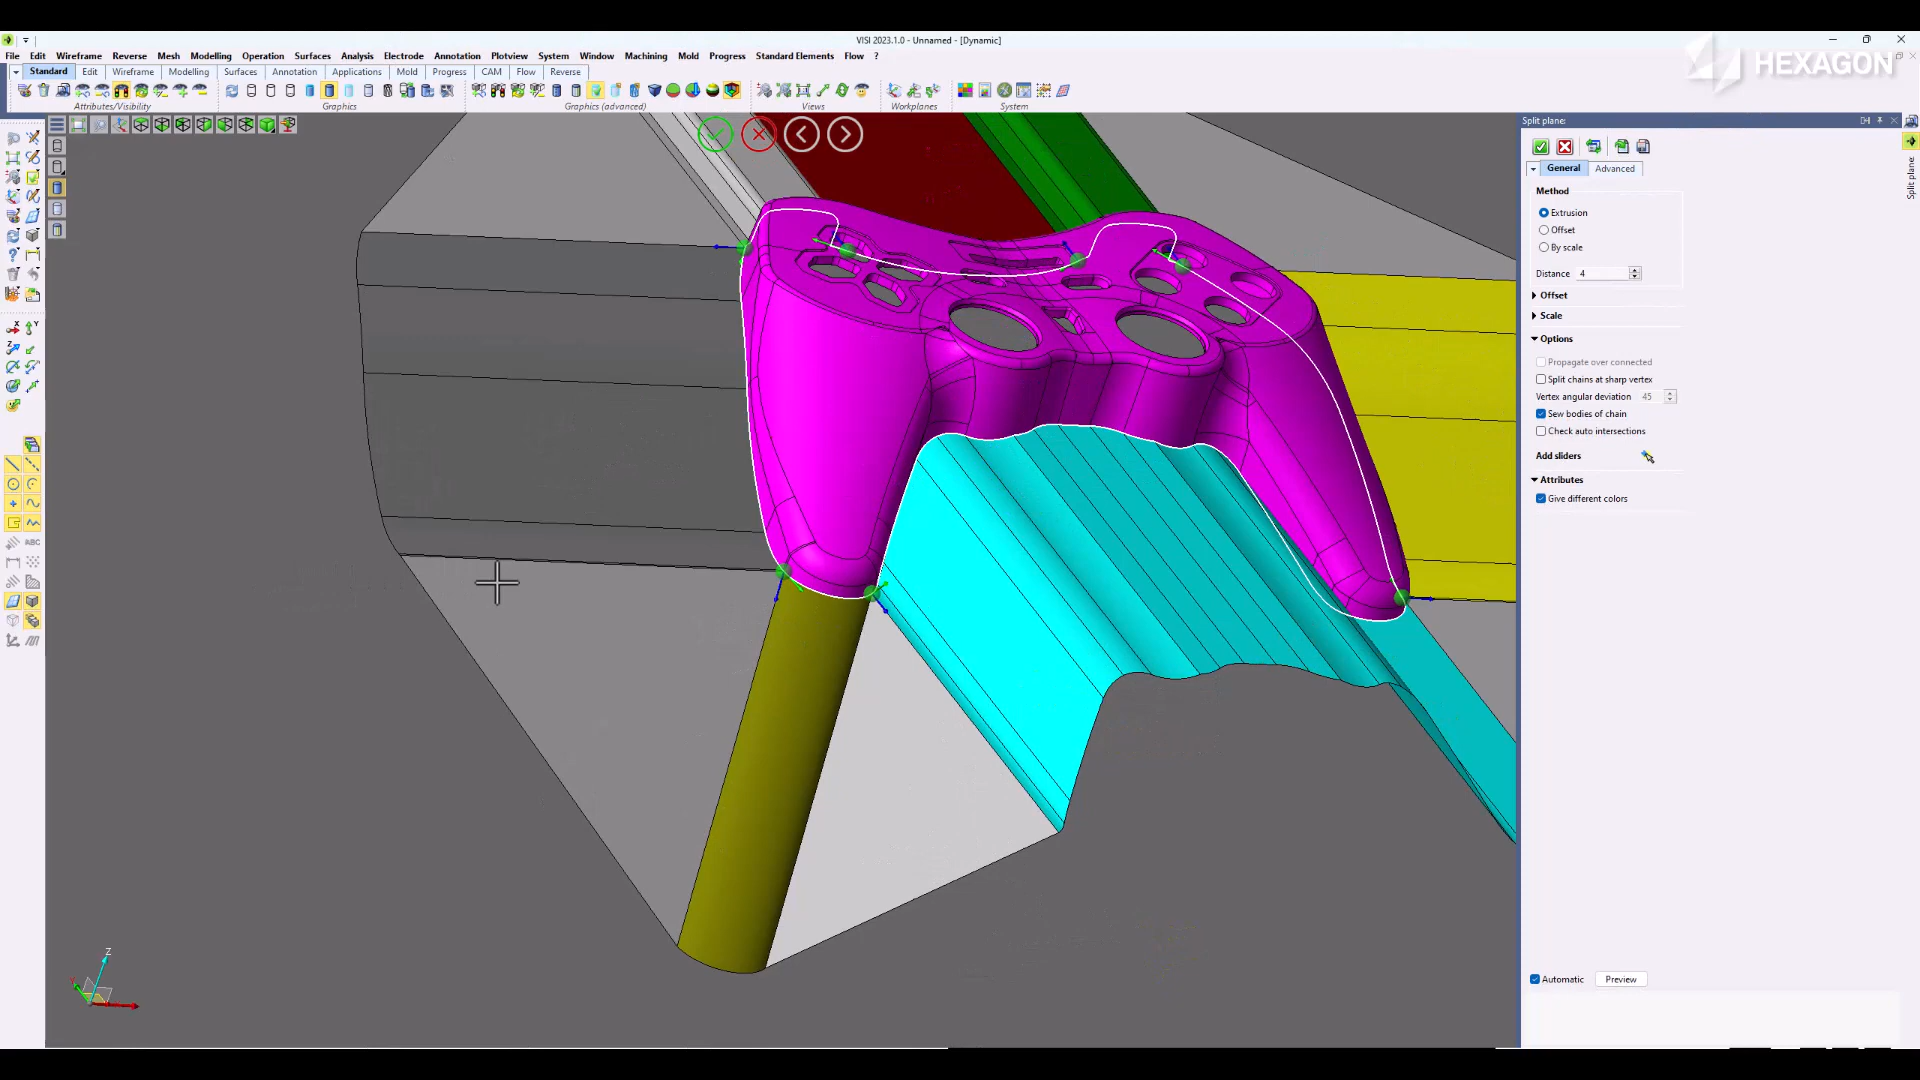 VISI 2023.1.0 - Unnamed - [Dynamic]
HEXAGON
File Edit Wireframe Reverse Mesh Modelling Operation Surfaces Analysis Electrode Annotation Plotview System Window Machining Mold Progress Standard Elements Flow ?
Standard Edit Wireframe Modelling Surfaces Annotation Applications Mold Progress CAM Flow Reverse
Attributes/Visibility Graphics Graphics (advanced) Views Workplanes System
Split plane:
General Advanced
Split plane:
Method
Extrusion
Offset
By scale
Distance 4
Offset
Scale
Options
Propagate over connected
Split chains at sharp vertex
Vertex angular deviation 45
Sew bodies of chain
Check auto intersections
Add sliders
Attributes
Give different colors
X Y
Z
ABC
Z
Automatic Preview